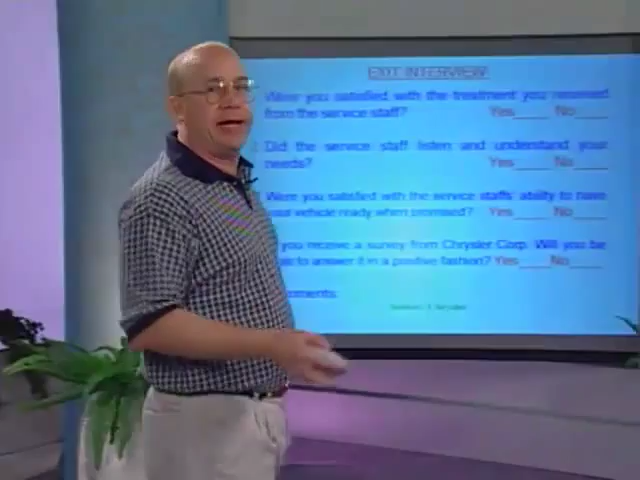 EXIT INTERVIEW
Were you satisfied with the treatment you received
from the service staff? Yes____ No____
Did the service staff listen and understand your
needs? Yes____ No____
Were you satisfied with the service staffs' ability to have
your vehicle ready when promised? Yes____ No____
you receive a survey from Chrysler Corp. Will you be
to answer it in a positive fashion? Yes____ No____
omments: